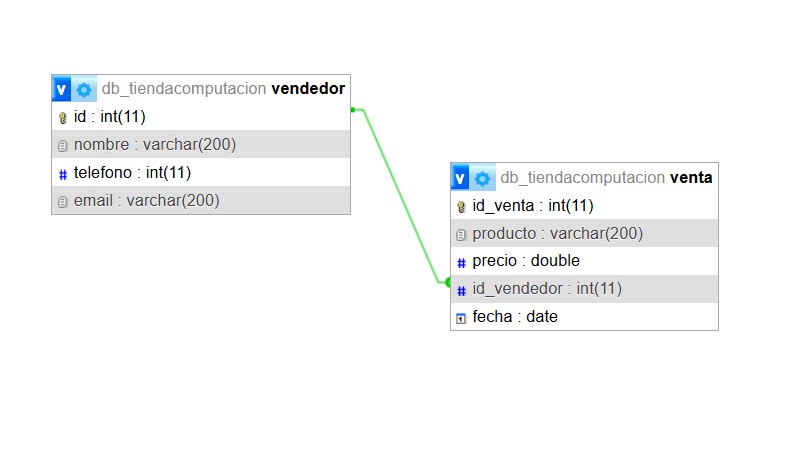 v db_tiendacomputacion vendedor
id : int(11)
nombre : varchar(200)
# telefono : int(11)
email : varchar(200)
v db_tiendacomputacion venta
id_venta : int(11)
producto : varchar(200)
# precio : double
# id_vendedor : int(11)
fecha : date